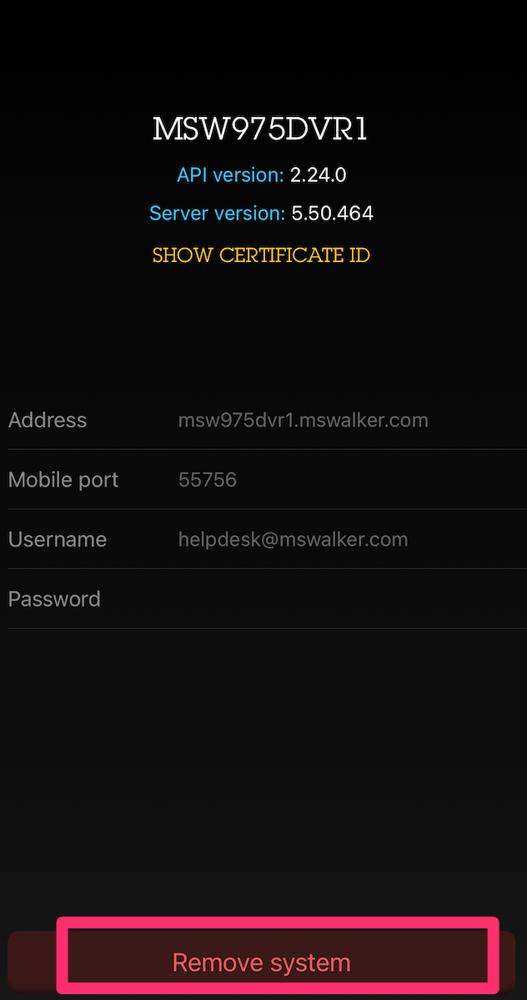 MSW975DVR1
API version: 2.24.0
Server version: 5.50.464
SHOW CERTIFICATE ID
Address msw975dvr1.mswalker.com
Mobile port 55756
Username helpdesk@mswalker.com
Password
Remove system